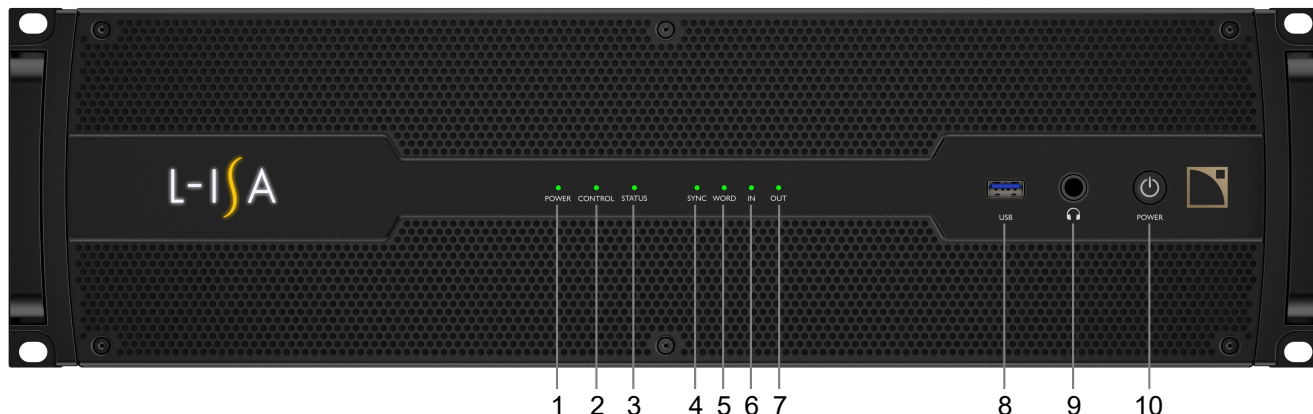 L-ISA
POWER CONTROL STATUS SYNC WORD IN OUT
USB POWER
1 2 3 4 5 6 7 8 9 10